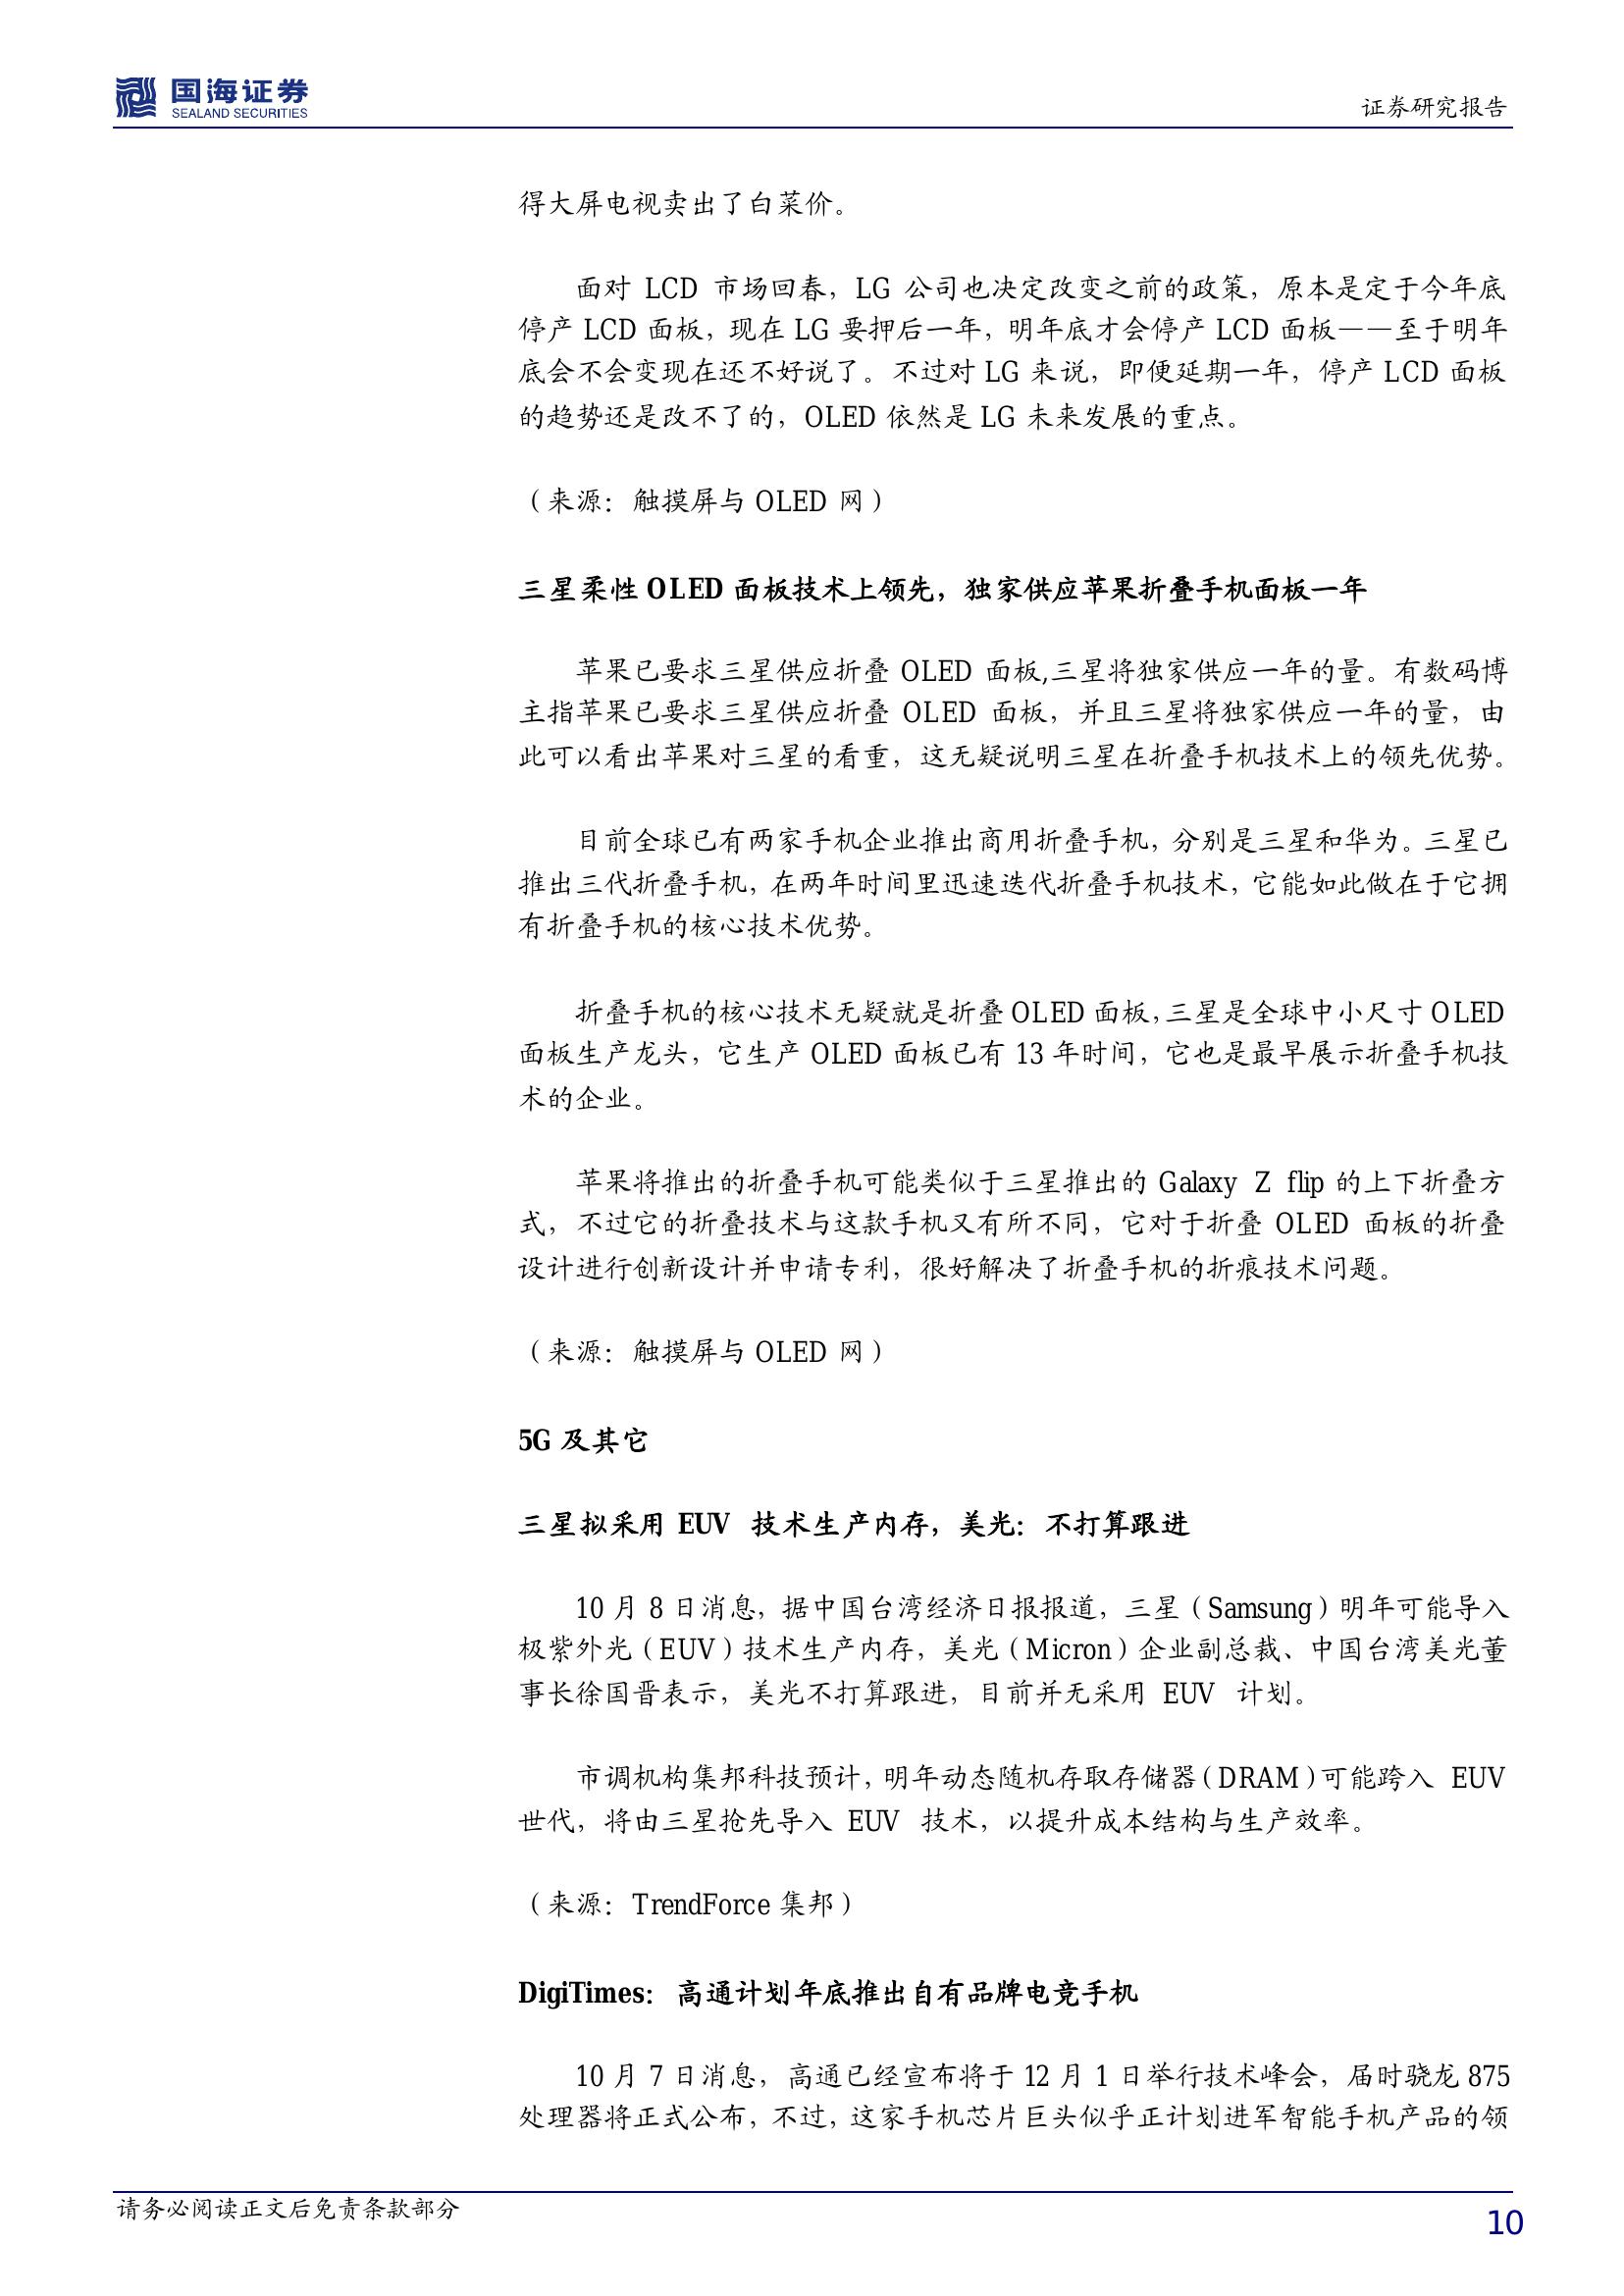 国海证券
SEALAND SECURITIES
证券研究报告
得大屏电视卖出了白菜价。
面对 LCD 市场回春，LG 公司也决定改变之前的政策，原本是定于今年底
停产 LCD 面板，现在 LG 要押后一年，明年底才会停产 LCD 面板——至于明年
底会不会变现在还不好说了。不过对 LG 来说，即便延期一年，停产 LCD 面板
的趋势还是改不了的，OLED 依然是 LG 未来发展的重点。
（来源：触摸屏与 OLED 网）
三星柔性 OLED 面板技术上领先，独家供应苹果折叠手机面板一年
苹果已要求三星供应折叠 OLED 面板,三星将独家供应一年的量。有数码博
主指苹果已要求三星供应折叠 OLED 面板，并且三星将独家供应一年的量，由
此可以看出苹果对三星的看重，这无疑说明三星在折叠手机技术上的领先优势。
目前全球已有两家手机企业推出商用折叠手机，分别是三星和华为。三星已
推出三代折叠手机，在两年时间里迅速迭代折叠手机技术，它能如此做在于它拥
有折叠手机的核心技术优势。
折叠手机的核心技术无疑就是折叠 OLED 面板，三星是全球中小尺寸 OLED
面板生产龙头，它生产 OLED 面板已有 13 年时间，它也是最早展示折叠手机技
术的企业。
苹果将推出的折叠手机可能类似于三星推出的 Galaxy Z flip 的上下折叠方
式，不过它的折叠技术与这款手机又有所不同，它对于折叠 OLED 面板的折叠
设计进行创新设计并申请专利，很好解决了折叠手机的折痕技术问题。
（来源：触摸屏与 OLED 网）
5G 及其它
三星拟采用 EUV 技术生产内存，美光：不打算跟进
10 月 8 日消息，据中国台湾经济日报报道，三星（Samsung）明年可能导入
极紫外光（EUV）技术生产内存，美光（Micron）企业副总裁、中国台湾美光董
事长徐国晋表示，美光不打算跟进，目前并无采用 EUV 计划。
市调机构集邦科技预计，明年动态随机存取存储器（DRAM）可能跨入 EUV
世代，将由三星抢先导入 EUV 技术，以提升成本结构与生产效率。
（来源：TrendForce 集邦）
DigiTimes：高通计划年底推出自有品牌电竞手机
10 月 7 日消息，高通已经宣布将于 12 月 1 日举行技术峰会，届时骁龙 875
处理器将正式公布，不过，这家手机芯片巨头似乎正计划进军智能手机产品的领
请务必阅读正文后免责条款部分
10